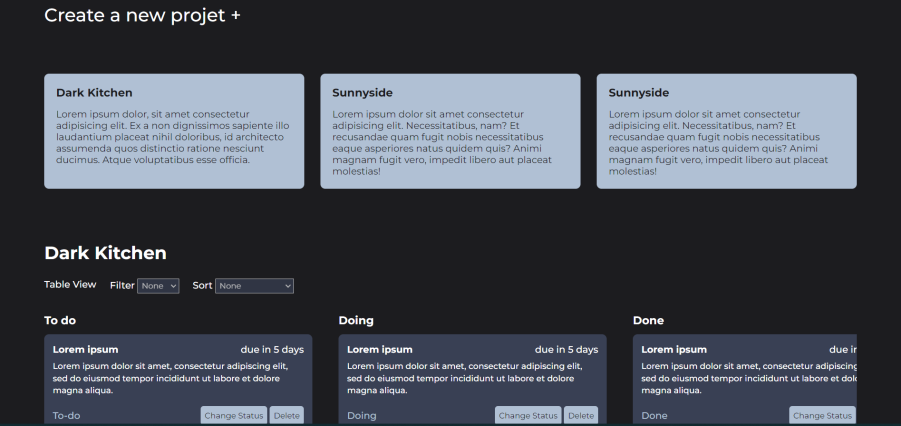 Create a new projet +
Dark Kitchen
Lorem ipsum dolor, sit amet consectetur
adipisicing elit. Ex a non dignissimos sapiente illo
laudantium placeat nihil doloribus, id architecto
assumenda quos distinctio ratione nesciunt
ducimus. Atque voluptatibus esse officia.
Sunnyside
Lorem ipsum dolor sit amet consectetur
adipisicing elit. Necessitatibus, nam? Et
recusandae quam fugit nobis necessitatibus
eaque asperiores natus quidem quis? Animi
magnam fugit vero, impedit libero aut placeat
molestias!
Sunnyside
Lorem ipsum dolor sit amet consectetur
adipisicing elit. Necessitatibus, nam? Et
recusandae quam fugit nobis necessitatibus
eaque asperiores natus quidem quis? Animi
magnam fugit vero, impedit libero aut placeat
molestias!
Dark Kitchen
Table View Filter None Sort None
To do
Lorem ipsum due in 5 days
Lorem ipsum dolor sit amet, consectetur adipiscing elit,
sed do eiusmod tempor incididunt ut labore et dolore
magna aliqua.
To-do Change Status Delete
Doing
Lorem ipsum due in 5 days
Lorem ipsum dolor sit amet, consectetur adipiscing elit,
sed do eiusmod tempor incididunt ut labore et dolore
magna aliqua.
Doing Change Status Delete
Done
Lorem ipsum due
Lorem ipsum dolor sit amet, consectetur adipiscing
sed do eiusmod tempor incididunt ut labore et
magna aliqua.
Done Change Status